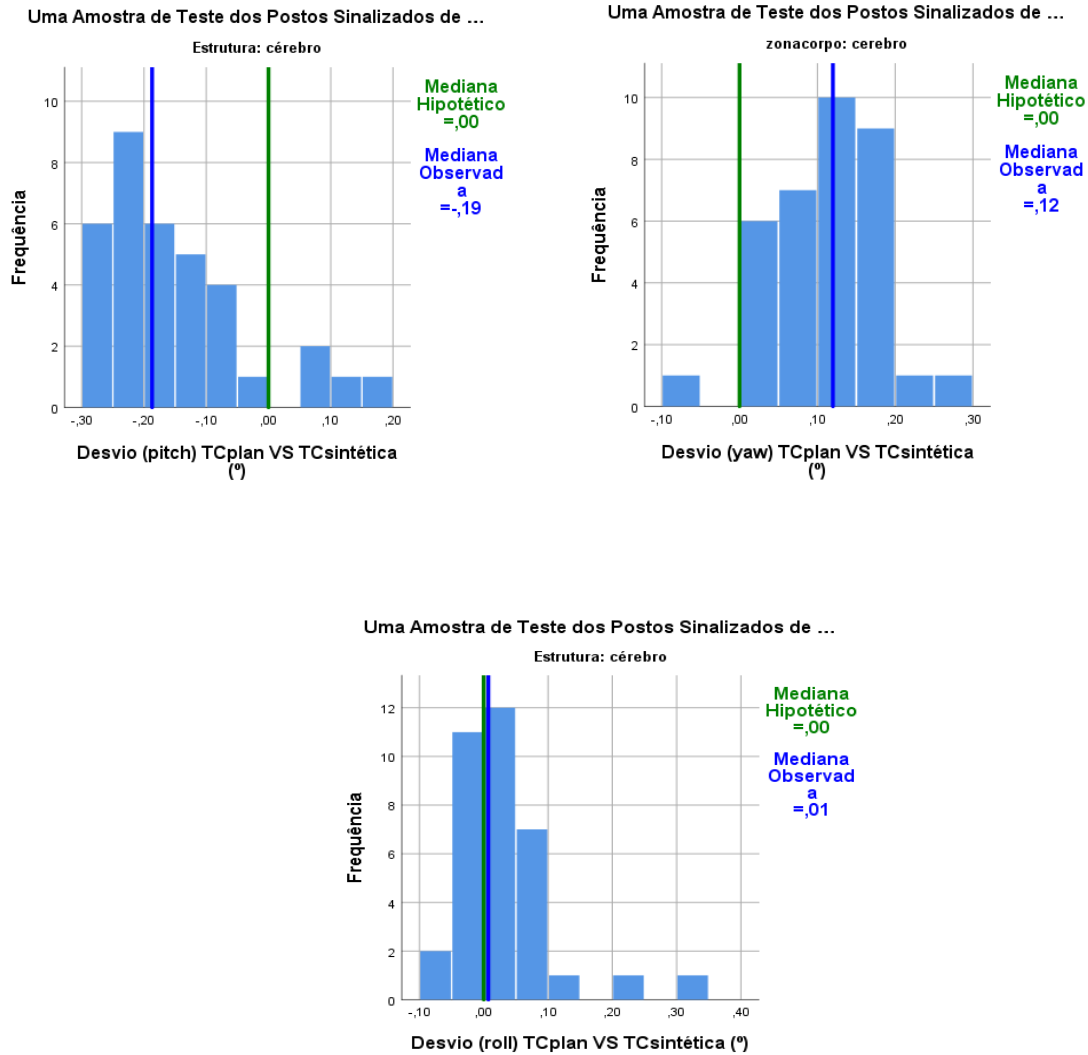 Uma Amostra de Teste dos Postos Sinalizados de ...
Estrutura: cérebro
Mediana
Hipotético
=,00
Mediana
Observad
a
=-,19
10
8
6
4
2
0
Frequência
-,30
-,20
-,10
,00
,10
,20
Desvio (pitch) TCplan VS TCsintética
(º)
Uma Amostra de Teste dos Postos Sinalizados de ...
zonacorpo: cerebro
Mediana
Hipotético
=,00
Mediana
Observad
a
=,12
10
8
6
4
2
0
Frequência
-,10
,00
,10
,20
,30
Desvio (yaw) TCplan VS TCsintética
(º)
Uma Amostra de Teste dos Postos Sinalizados de ...
Estrutura: cérebro
Mediana
Hipotético
=,00
Mediana
Observad
a
=,01
12
10
8
6
4
2
0
Frequência
-,10
,00
,10
,20
,30
,40
Desvio (roll) TCplan VS TCsintética (º)